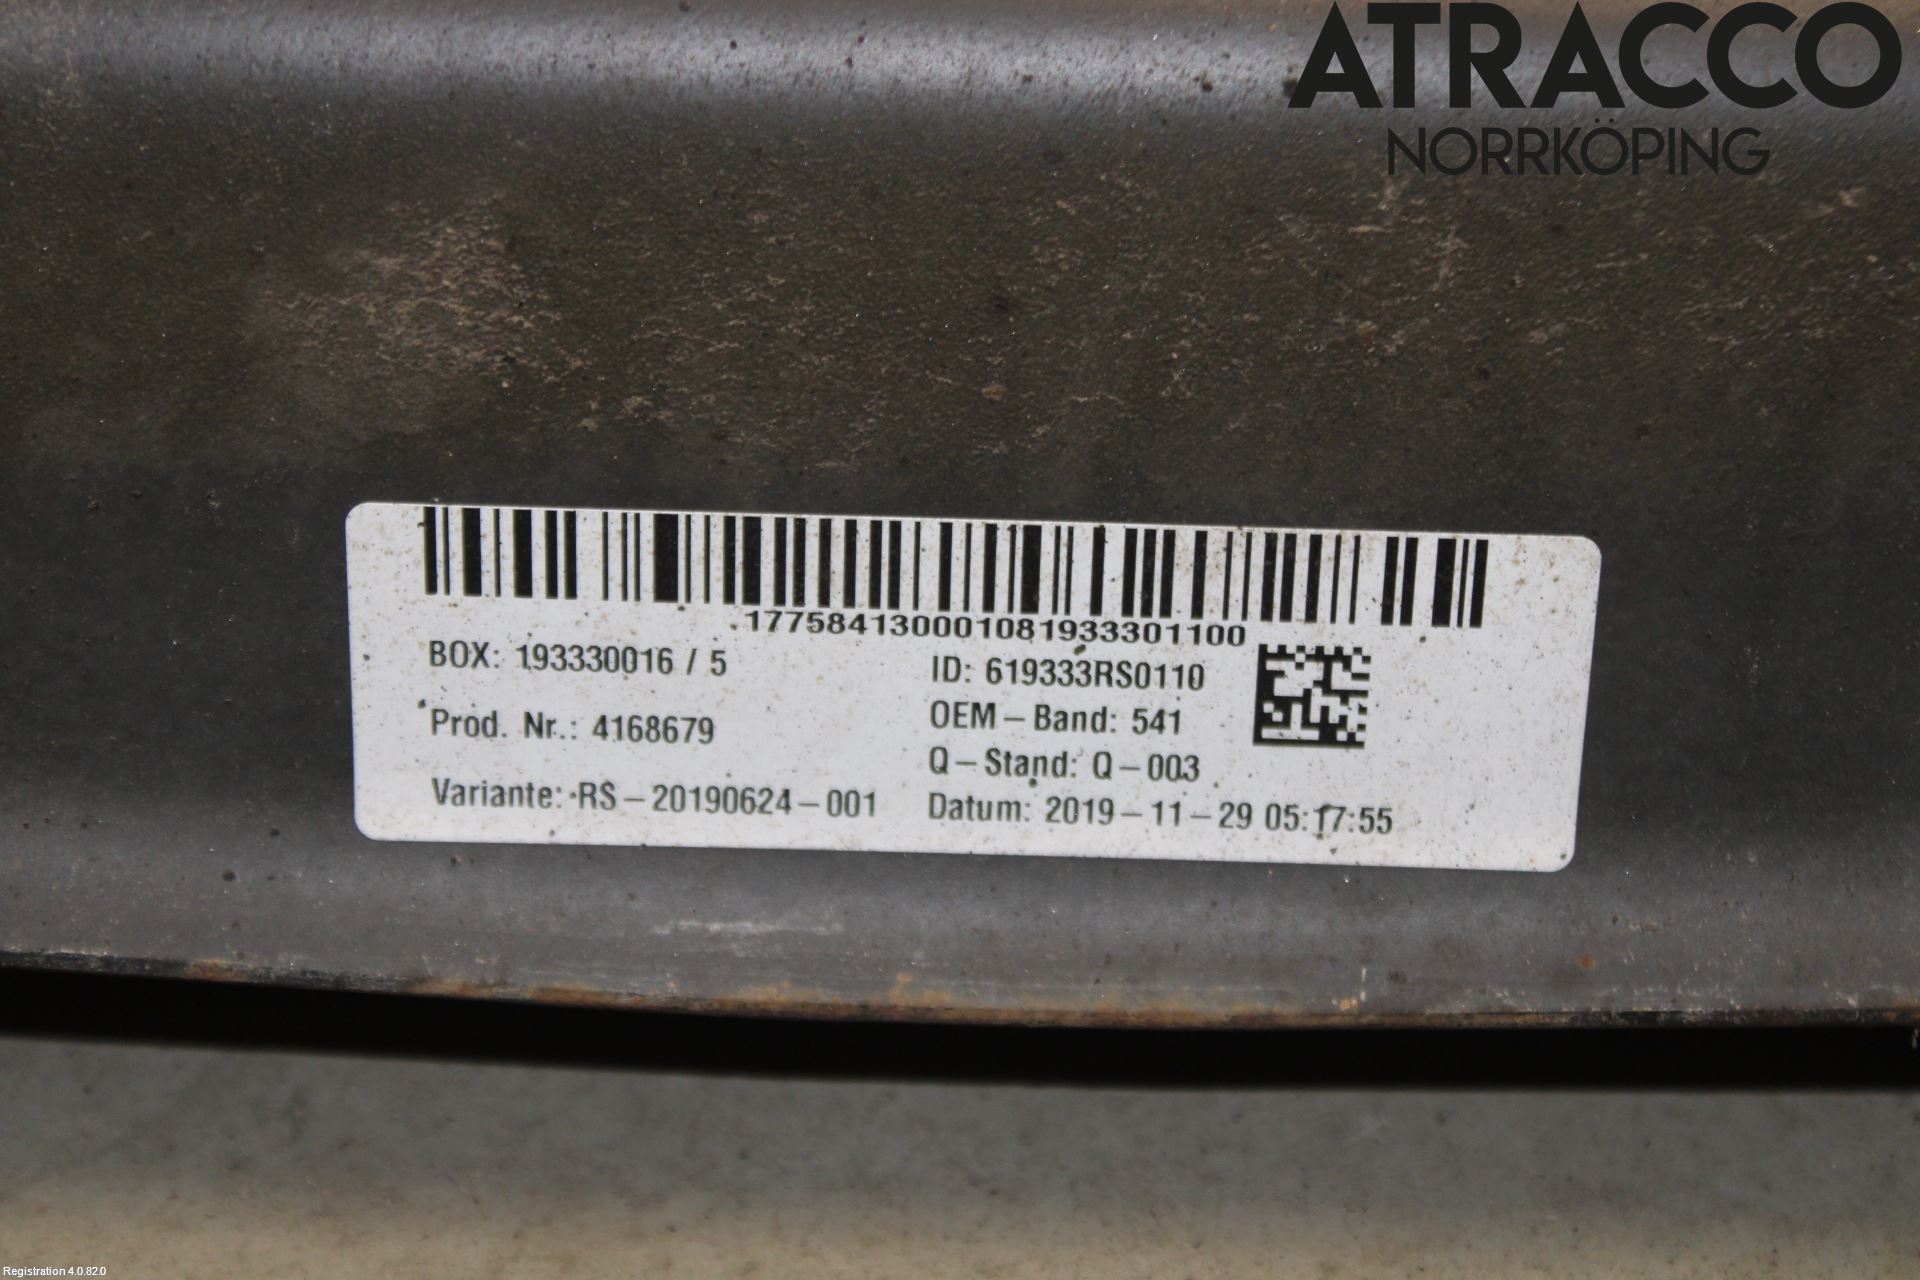 ATRACCO
NORRKÖPING
177584130001081933301100
BOX: 193330016 / 5
ID: 619333RS0110
Prod. Nr.: 4168679
OEM-Band: 541
Q-Stand: Q-003
Variante: RS-20190624-001
Datum: 2019-11-29 05:17:55
Registration 4.0.82.0